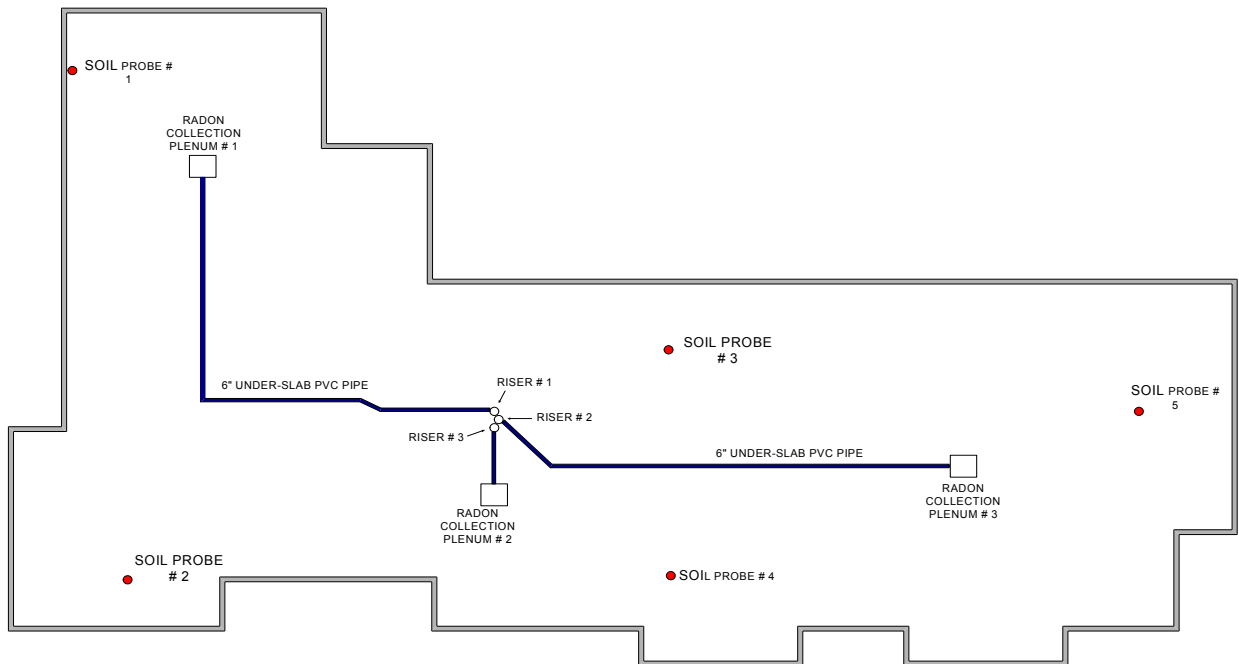 SOIL PROBE #
1
RADON
COLLECTION
PLENUM # 1
SOIL PROBE
# 3
6" UNDER-SLAB PVC PIPE
RISER # 1
RISER # 2
RISER # 3
SOIL PROBE #
5
6" UNDER-SLAB PVC PIPE
RADON
COLLECTION
PLENUM # 3
RADON
COLLECTION
PLENUM # 2
SOIL PROBE
# 2
SOIL PROBE # 4